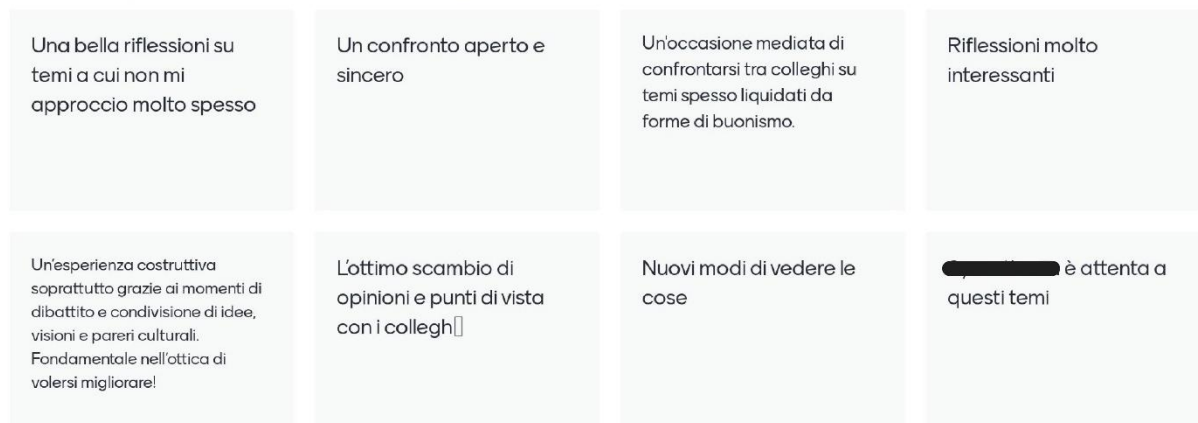 Una bella riflessioni su
temi a cui non mi
approccio molto spesso
Un confronto aperto e
sincero
Un'occasione mediata di
confrontarsi tra colleghi su
temi spesso liquidati da
forme di buonismo.
Riflessioni molto
interessanti
Un'esperienza costruttiva
soprattutto grazie ai momenti di
dibattito e condivisione di idee,
visioni e pareri culturali.
Fondamentale nell'ottica di
volersi migliorare!
L'ottimo scambio di
opinioni e punti di vista
con i collegh
Nuovi modi di vedere le
cose
è attenta a
questi temi